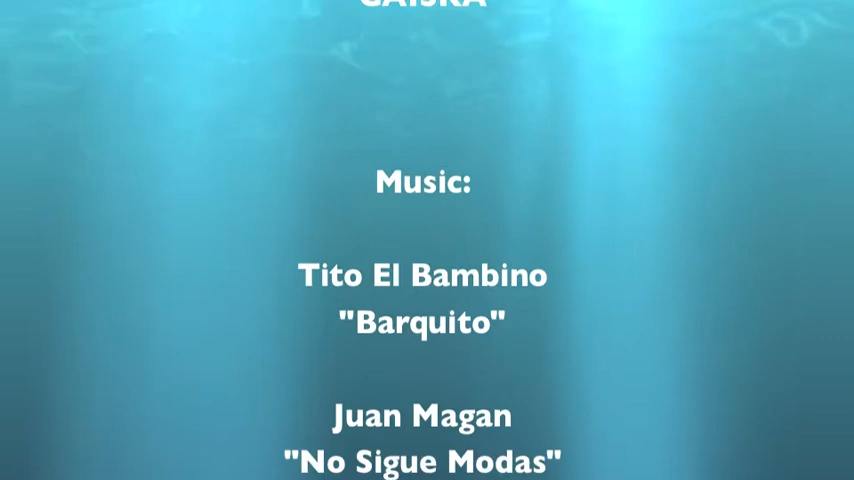 Music:
Tito El Bambino
"Barquito"
Juan Magan
"No Sigue Modas"